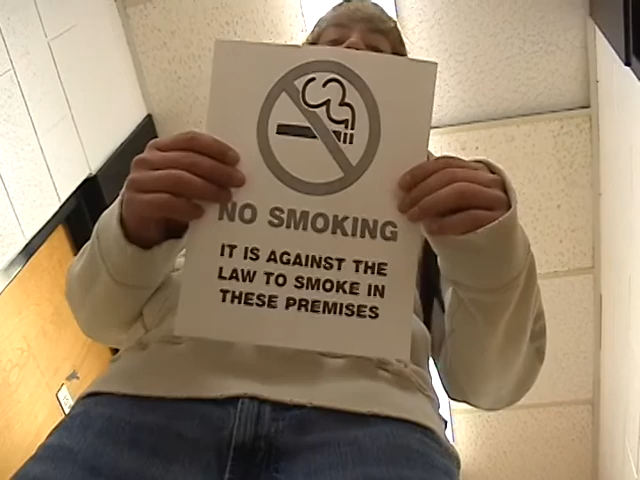 NO SMOKING
IT IS AGAINST THE
LAW TO SMOKE IN
THESE PREMISES